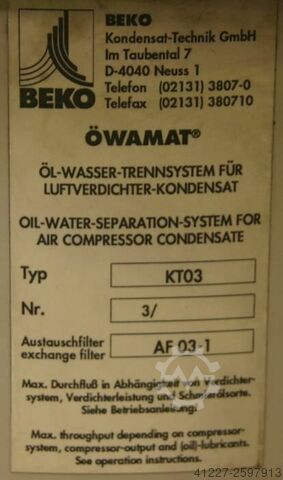 BEKO
BEKO
Kondensat-Technik GmbH
Im Taubental 7
D-4040 Neuss 1
Telefon (02131) 3807-0
Telefax (02131) 380710
ÖWAMAT®
ÖL-WASSER-TRENNSYSTEM FÜR
LUFTVERDICHTER-KONDENSAT
OIL-WATER-SEPARATION-SYSTEM FOR
AIR COMPRESSOR CONDENSATE
Typ KT03
Nr. 3/
Austauschfilter
exchange filter AF 03-1
Max. Durchfluß in Abhängigkeit von Verdichter-
system, Verdichterleistung und Schmierölsorte.
Siehe Betriebsanleitung.
Max. throughput depending on compressor-
system, compressor-output and (oil)-lubricants.
See operation instructions.
41227-2597913